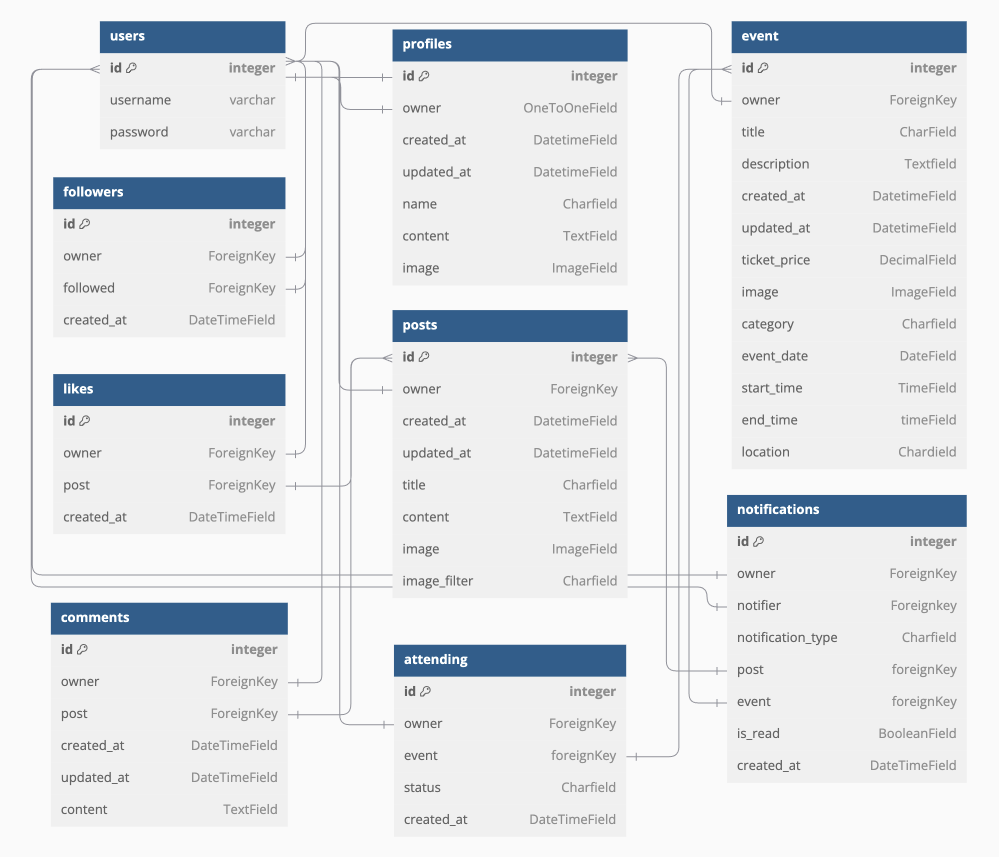 users
id integer
username varchar
password varchar
followers
id integer
owner ForeignKey
followed ForeignKey
created_at DateTimeField
likes
id integer
owner ForeignKey
post ForeignKey
created_at DateTimeField
comments
id integer
owner ForeignKey
post ForeignKey
created_at DateTimeField
updated_at DateTimeField
content TextField
profiles
id integer
owner OneToOneField
created_at DatetimeField
updated_at DatetimeField
name Charfield
content TextField
image ImageField
posts
id integer
owner ForeignKey
created_at DatetimeField
updated_at DatetimeField
title Charfield
content TextField
image ImageField
image_filter Charfield
attending
id integer
owner ForeignKey
event foreignKey
status Charfield
created_at DateTimeField
event
id integer
owner ForeignKey
title CharField
description Textfield
created_at DatetimeField
updated_at DatetimeField
ticket_price DecimalField
image ImageField
category Charfield
event_date DateField
start_time TimeField
end_time timeField
location Chardield
notifications
id integer
owner ForeignKey
notifier Foreignkey
notification_type Charfield
post foreignKey
event foreignKey
is_read BooleanField
created_at DateTimeField